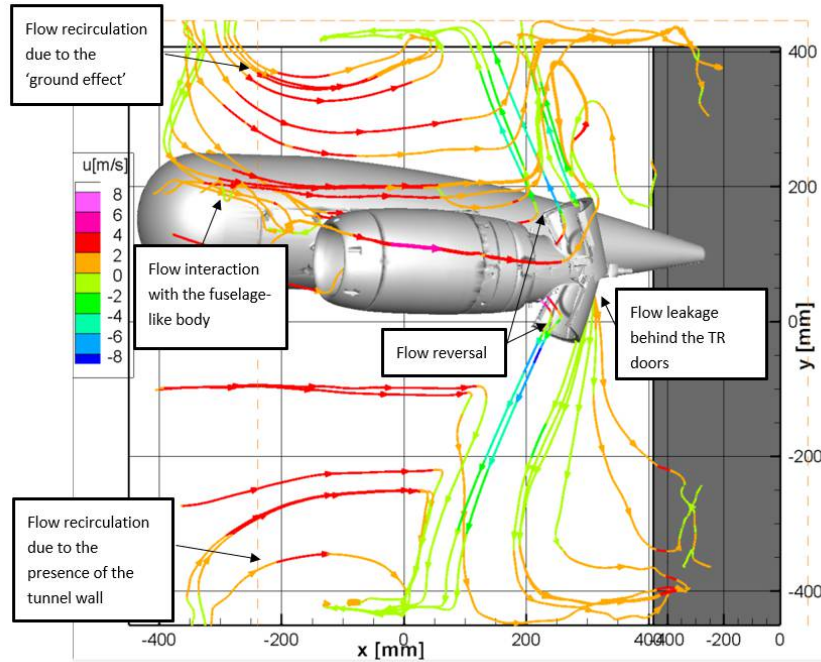 Flow recirculation
due to the
‘ground effect’
u[m/s]
8
6
4
2
0
-2
-4
-6
-8
Flow interaction
with the fuselage-
like body
Flow reversal
Flow leakage
behind the TR
doors
Flow recirculation
due to the
presence of the
tunnel wall
400
200
0
-200
-400
y [mm]
-400
-200
0
200
400
-400
-200
0
x [mm]